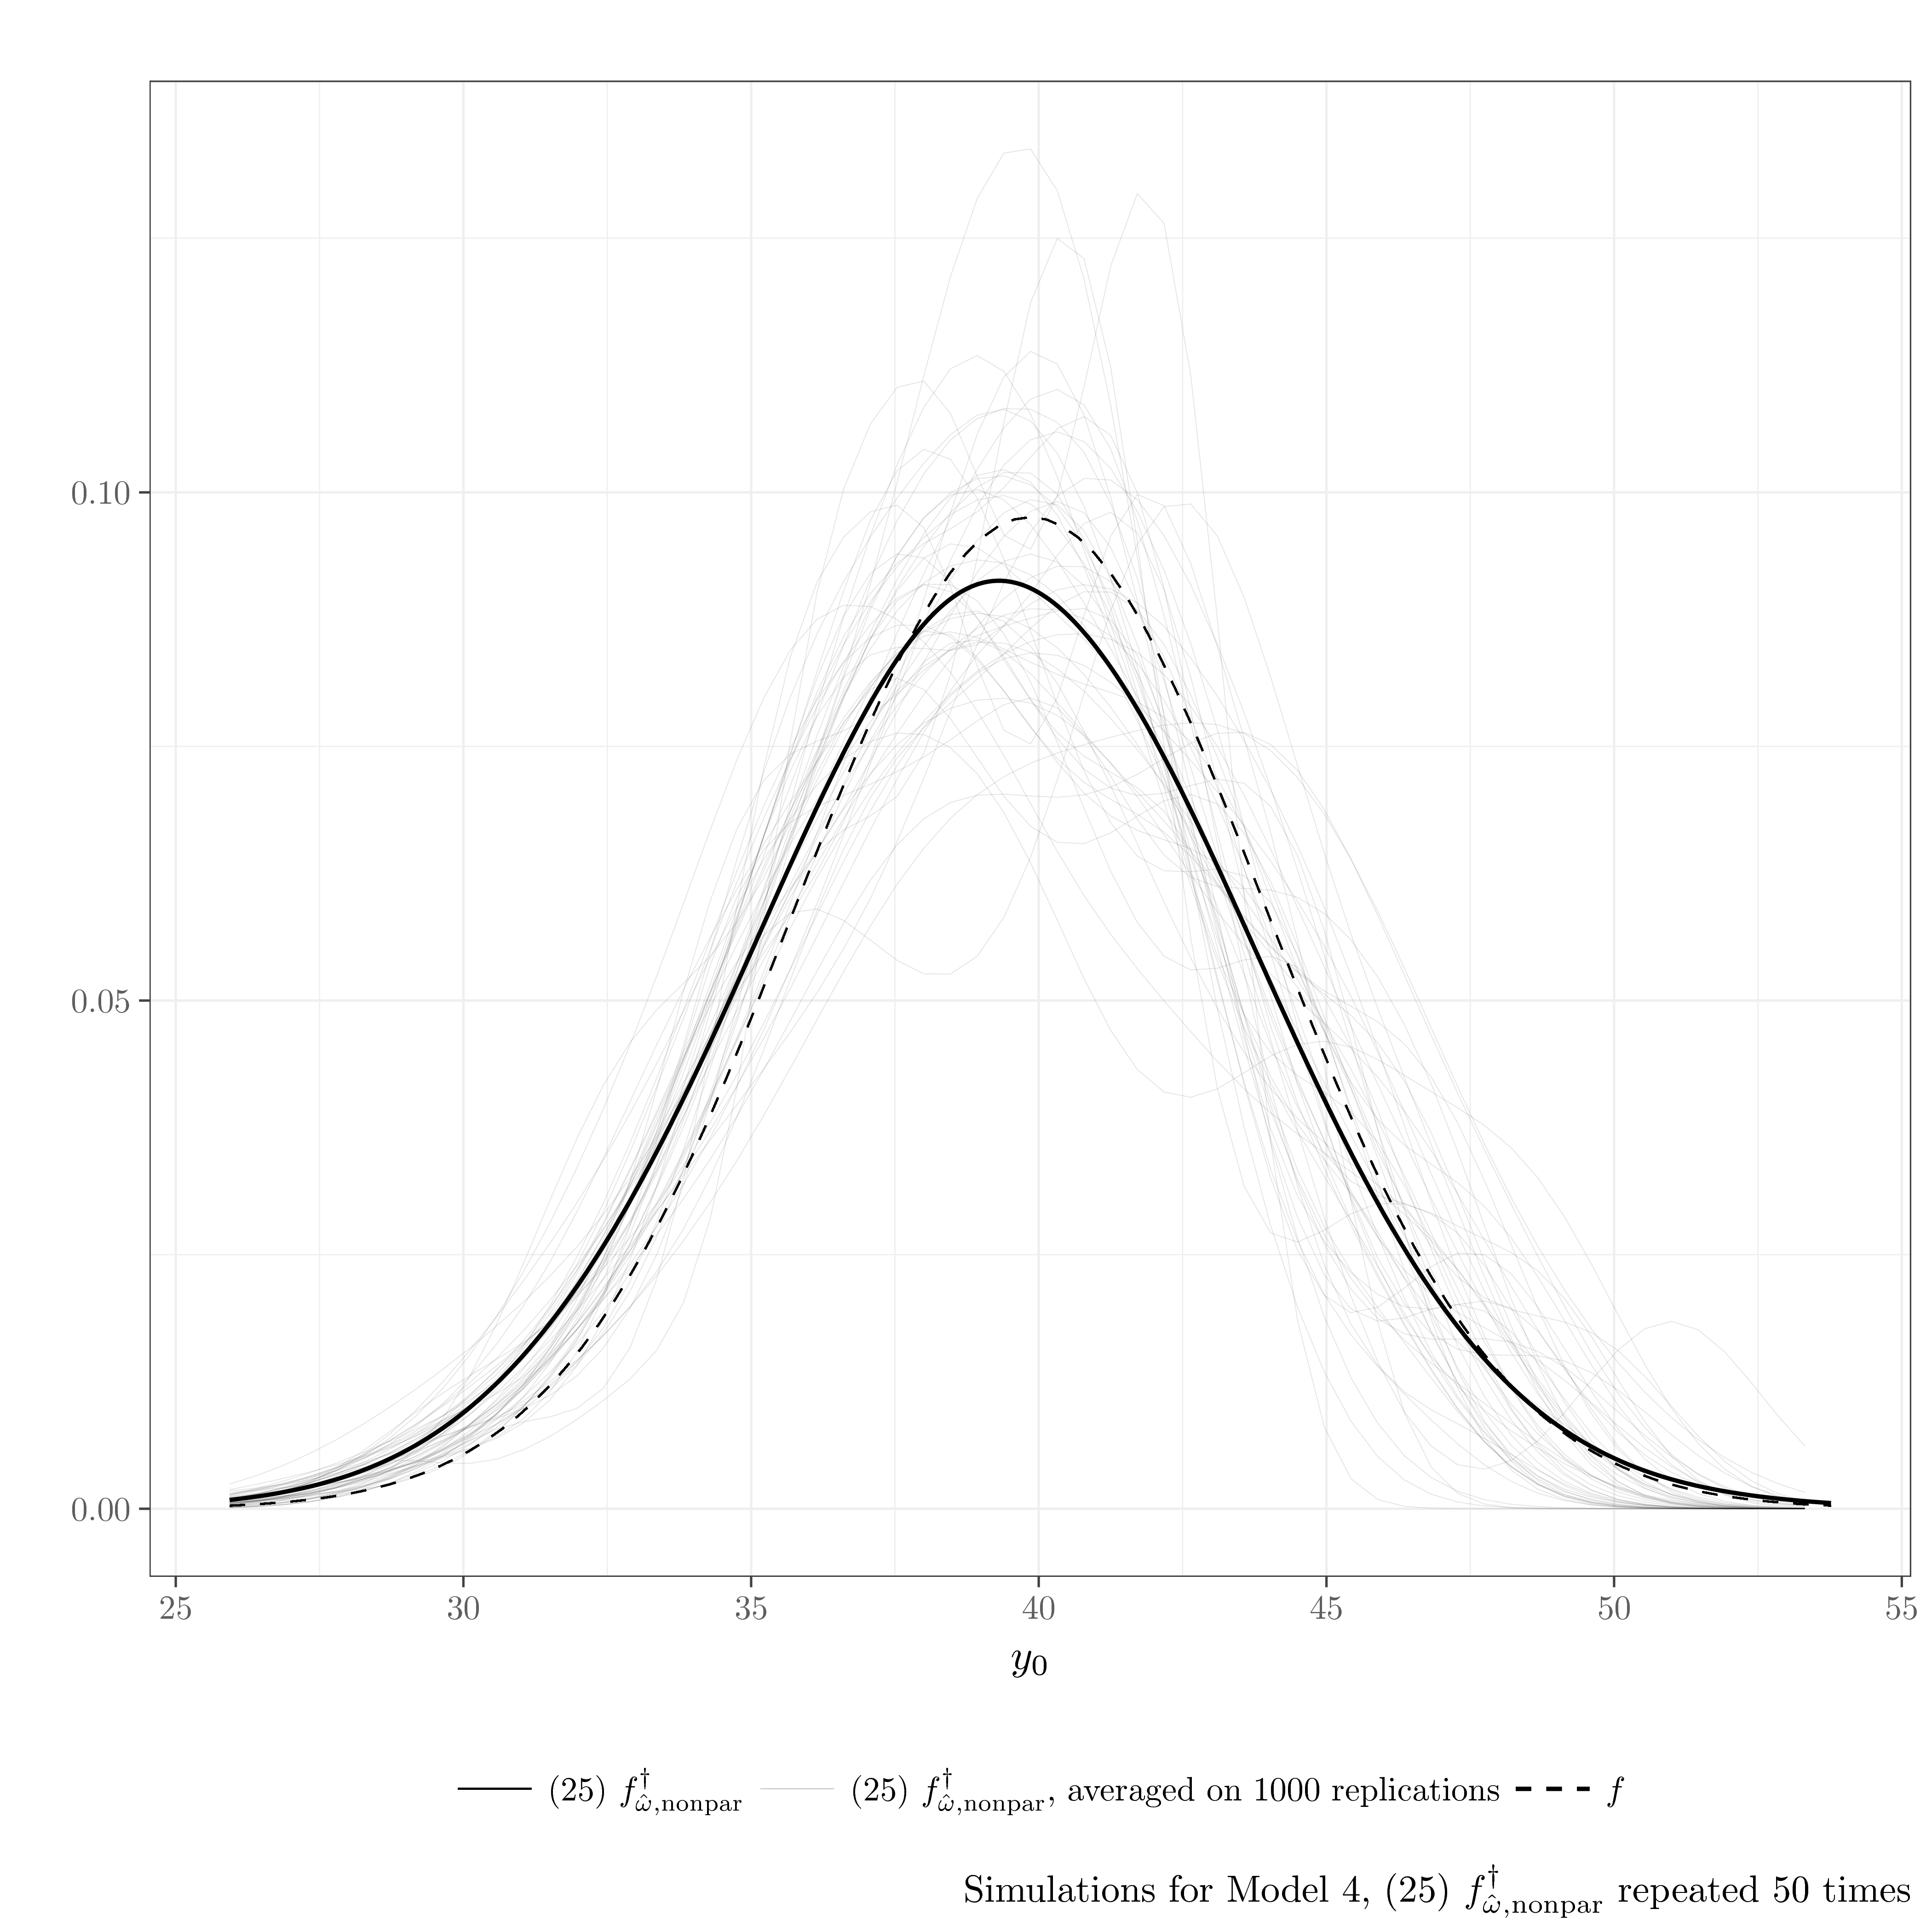 0.10
0.05
0.00
25 30 35 40 45 50 55
y₀
(25) f†ω̂,nonpar (25) f†ω̂,nonpar, averaged on 1000 replications f
Simulations for Model 4, (25) f†ω̂,nonpar repeated 50 times